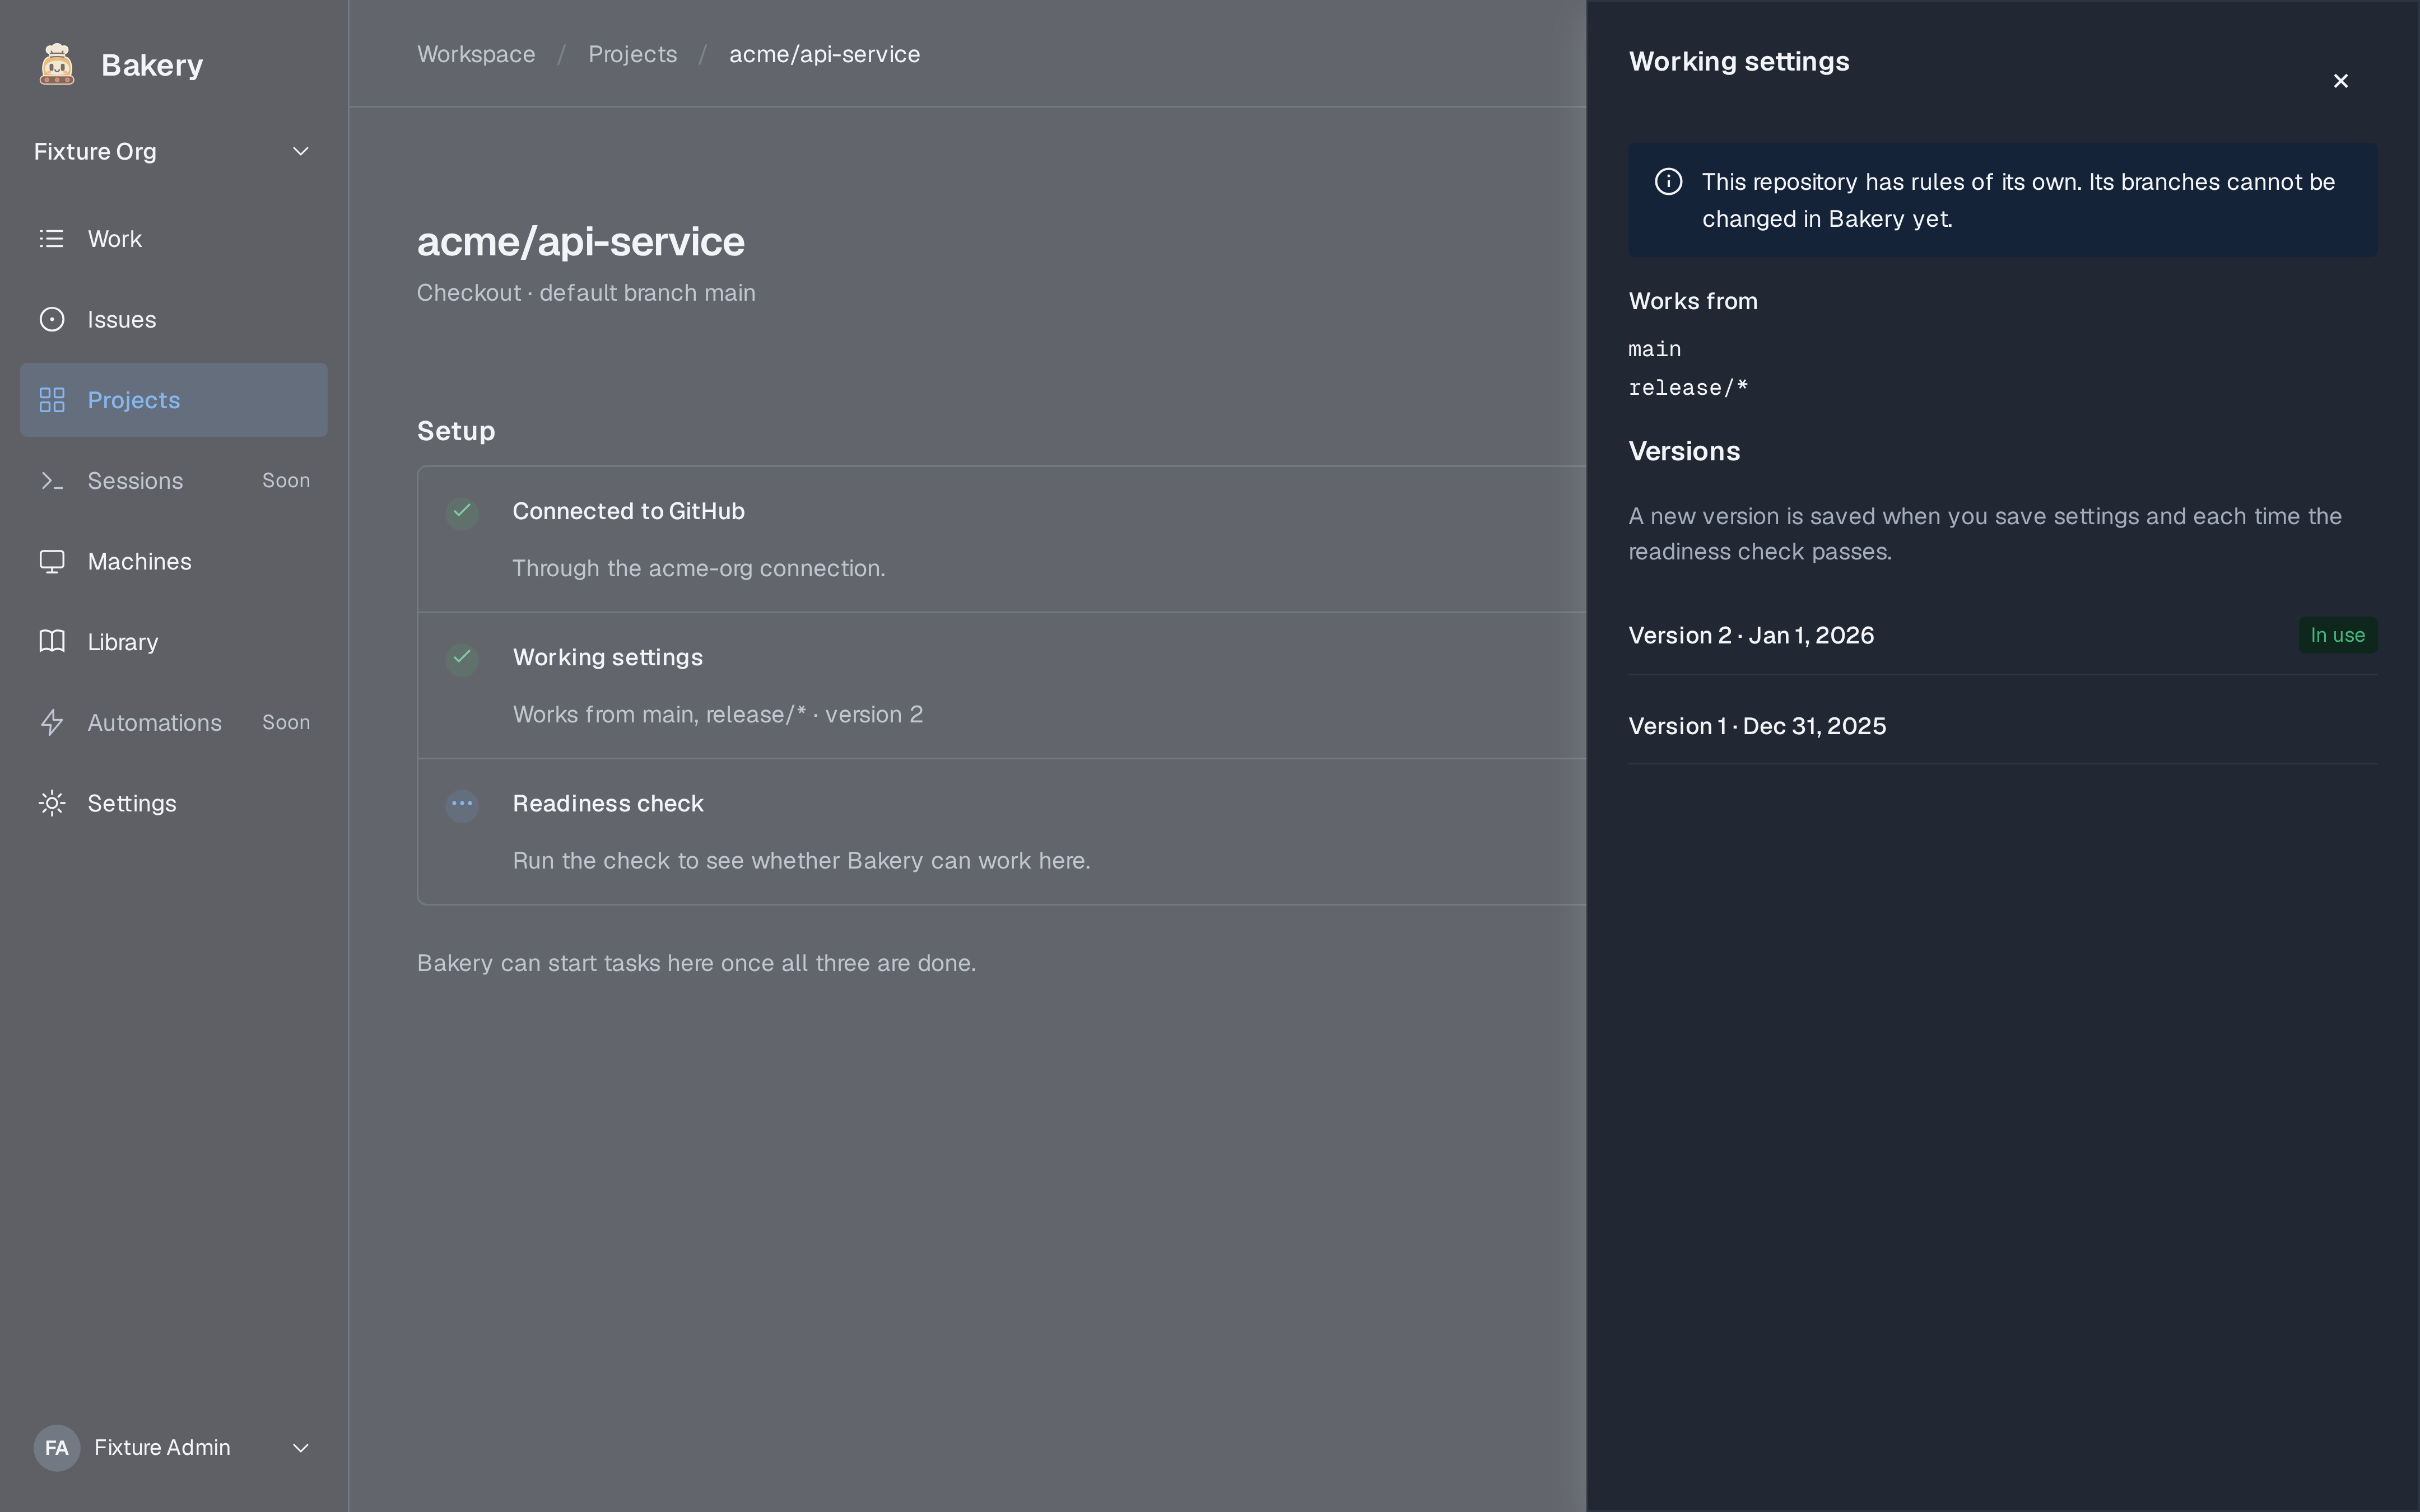 Bakery
Fixture Org
Work
Issues
Projects
Sessions Soon
Machines
Library
Automations Soon
Settings
FA Fixture Admin
Workspace / Projects / acme/api-service
acme/api-service
Checkout · default branch main
Setup
Connected to GitHub
Through the acme-org connection.
Working settings
Works from main, release/* · version 2
Readiness check
Run the check to see whether Bakery can work here.
Bakery can start tasks here once all three are done.
Working settings
This repository has rules of its own. Its branches cannot be
changed in Bakery yet.
Works from
main
release/*
Versions
A new version is saved when you save settings and each time the
readiness check passes.
Version 2 · Jan 1, 2026 In use
Version 1 · Dec 31, 2025